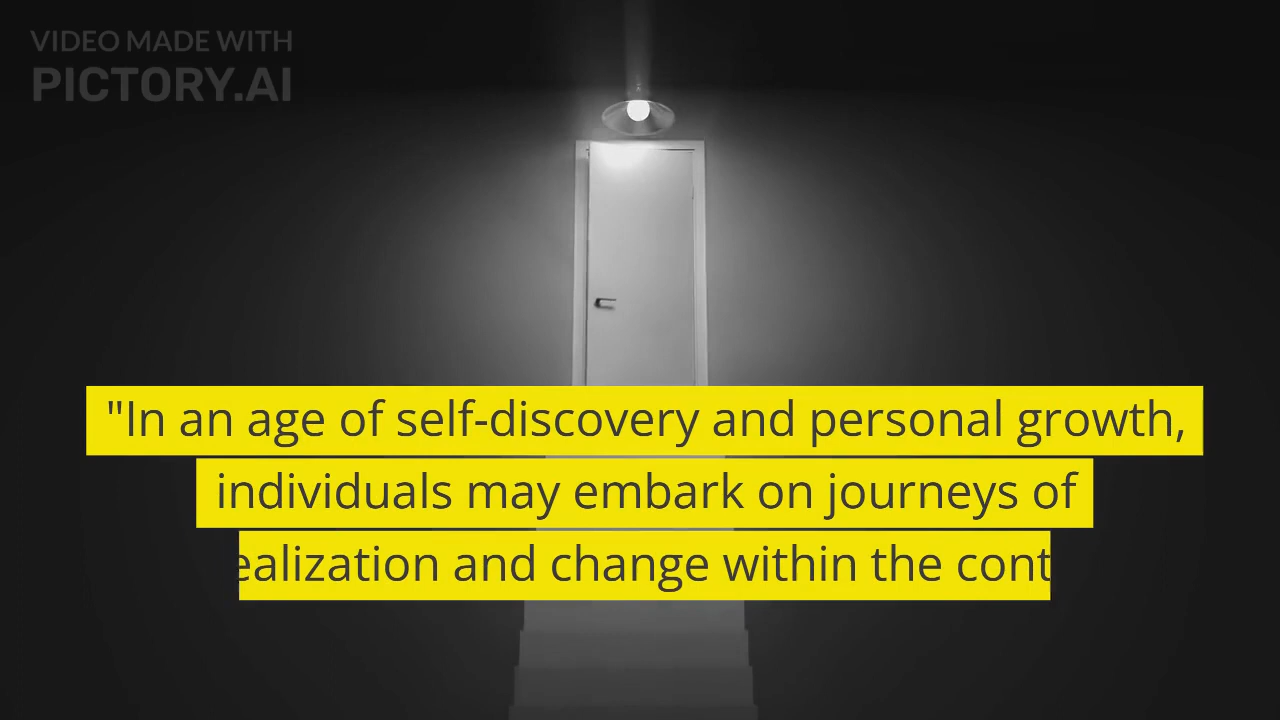 VIDEO MADE WITH
PICTORY.AI
"In an age of self-discovery and personal growth,
individuals may embark on journeys of
ealization and change within the cont